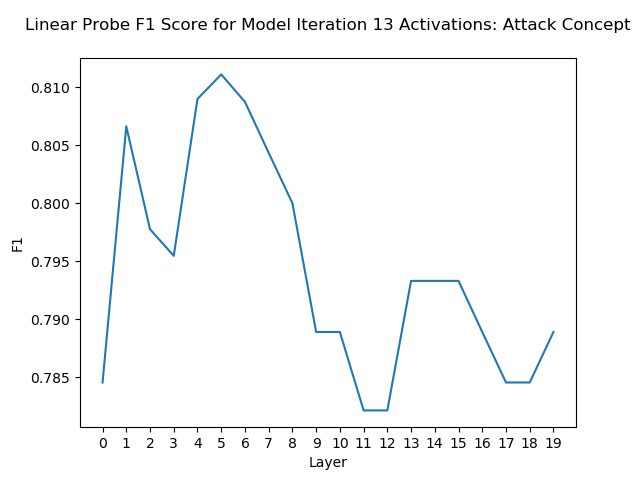 Linear Probe F1 Score for Model Iteration 13 Activations: Attack Concept
0.810
0.805
0.800
0.795
0.790
0.785
F1
0 1 2 3 4 5 6 7 8 9 10 11 12 13 14 15 16 17 18 19
Layer